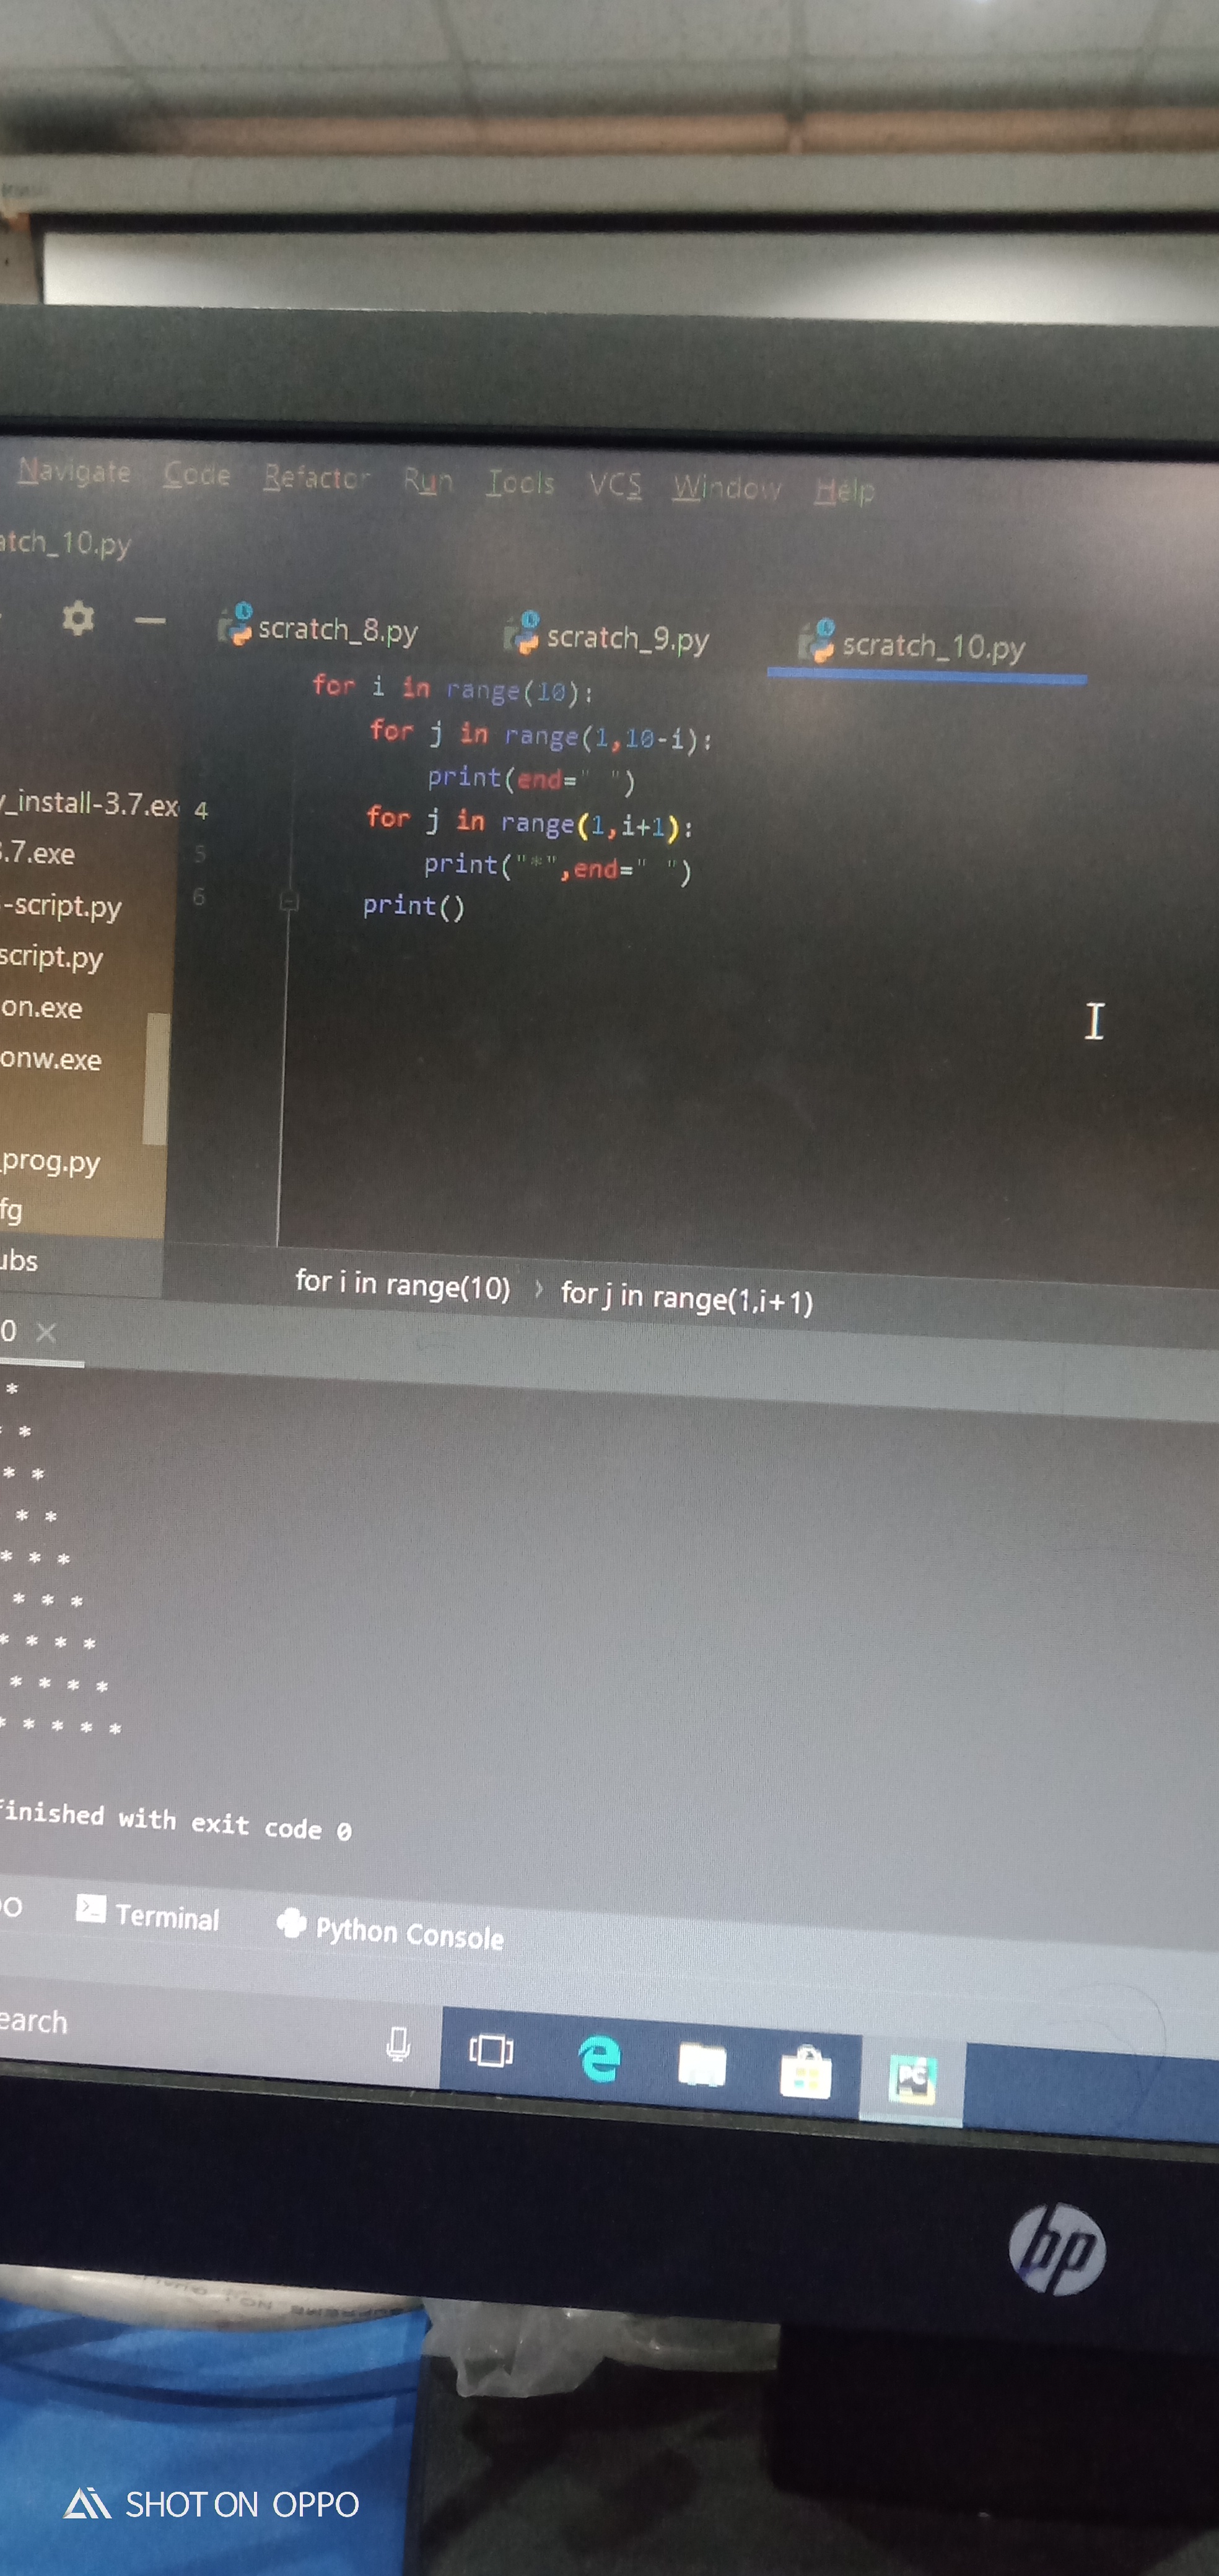 Navigate Code Refactor Run Tools VCS Window Help
atch_10.py
scratch_8.py scratch_9.py scratch_10.py
for i in range(10):
for j in range(1,10-i):
print(end=" ")
4 for j in range(1,i+1):
5 print("*",end=" ")
6 print()
y_install-3.7.ex
.7.exe
-script.py
script.py
on.exe
onw.exe
_prog.py
fg
ubs
for i in range(10) › for j in range(1,i+1)
0 ×
*
* *
* *
* *
* * *
* * *
* * * *
* * * *
* * * * *
finished with exit code 0
Terminal Python Console
earch
PC
hp
SHOT ON OPPO